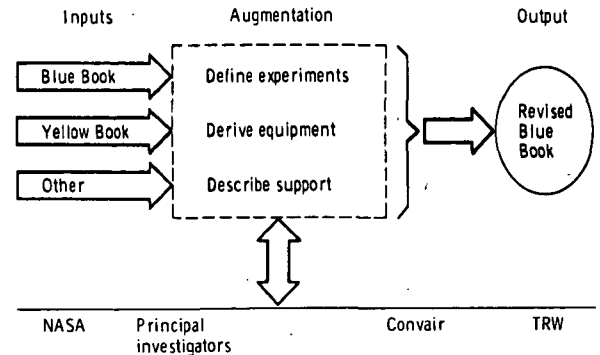 Inputs Augmentation Output
Blue Book Define experiments
Yellow Book Derive equipment
Other Describe support
Revised
Blue
Book
NASA Principal investigators Convair TRW